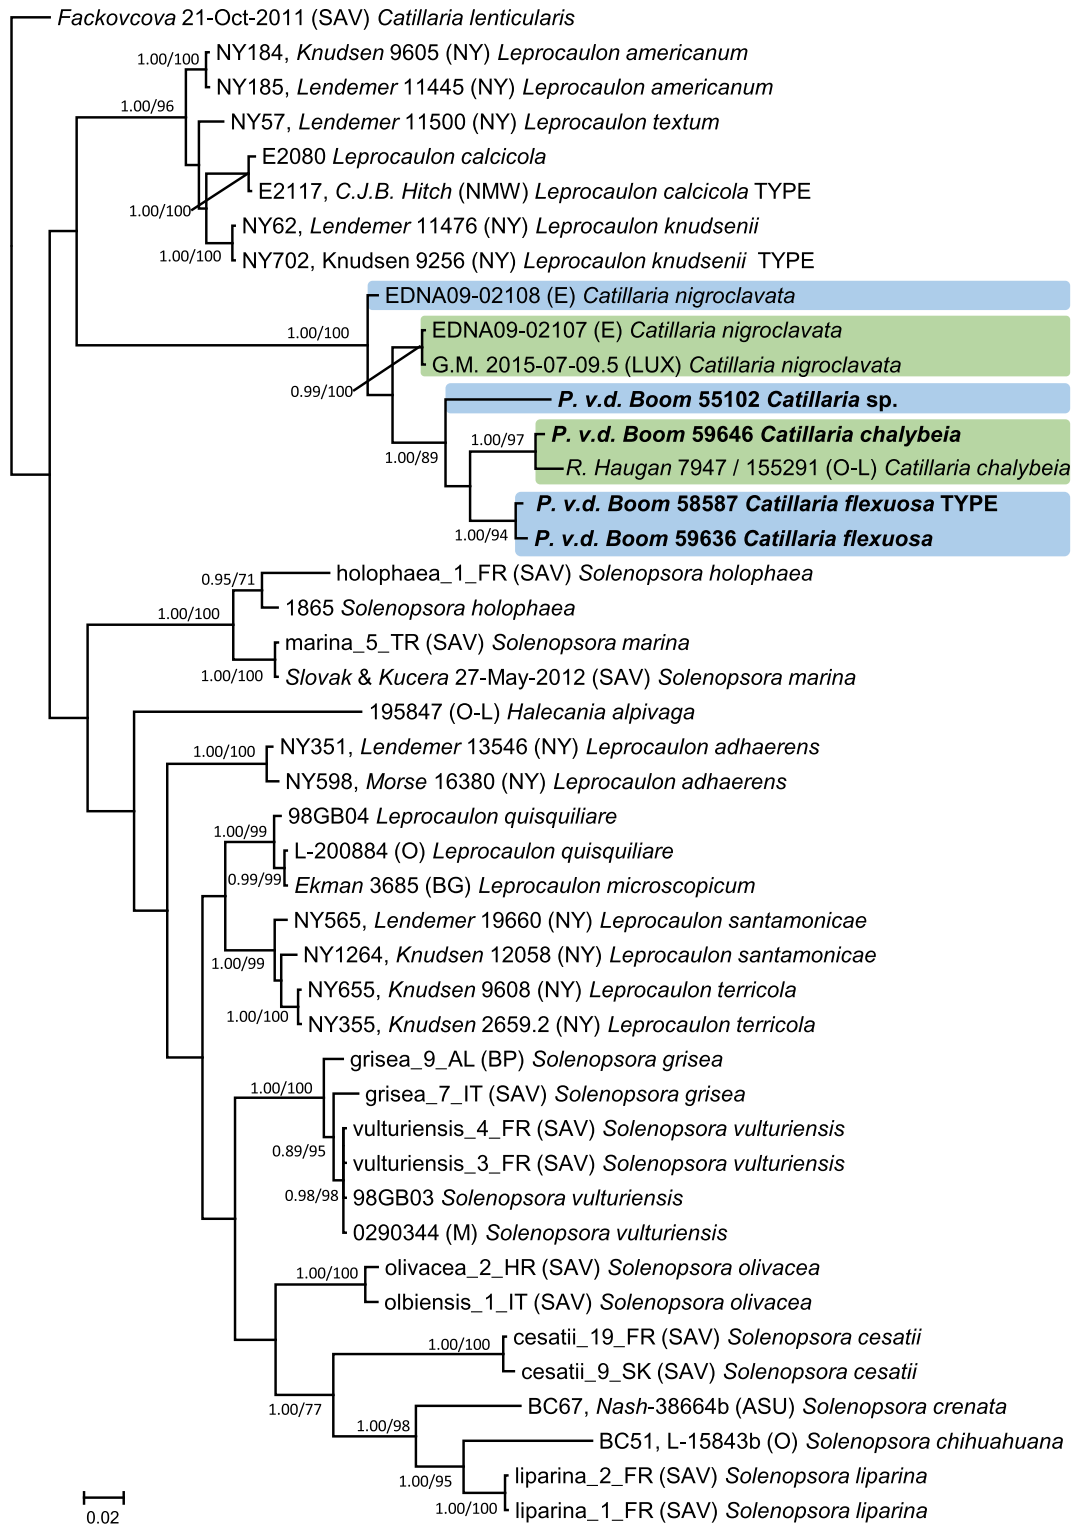 Fackovcova 21-Oct-2011 (SAV) Catillaria lenticularis
1.00/100
NY184, Knudsen 9605 (NY) Leprocaulon americanum
NY185, Lendemer 11445 (NY) Leprocaulon americanum
1.00/96
NY57, Lendemer 11500 (NY) Leprocaulon textum
E2080 Leprocaulon calcicola
E2117, C.J.B. Hitch (NMW) Leprocaulon calcicola TYPE
1.00/100
NY62, Lendemer 11476 (NY) Leprocaulon knudsenii
1.00/100
NY702, Knudsen 9256 (NY) Leprocaulon knudsenii TYPE
EDNA09-02108 (E) Catillaria nigroclavata
1.00/100
EDNA09-02107 (E) Catillaria nigroclavata
G.M. 2015-07-09.5 (LUX) Catillaria nigroclavata
0.99/100
P. v.d. Boom 55102 Catillaria sp.
1.00/97
P. v.d. Boom 59646 Catillaria chalybeia
1.00/89
R. Haugan 7947 / 155291 (O-L) Catillaria chalybeia
P. v.d. Boom 58587 Catillaria flexuosa TYPE
1.00/94
P. v.d. Boom 59636 Catillaria flexuosa
0.95/71
holophaea_1_FR (SAV) Solenopsora holophaea
1865 Solenopsora holophaea
1.00/100
marina_5_TR (SAV) Solenopsora marina
1.00/100
Slovak & Kucera 27-May-2012 (SAV) Solenopsora marina
195847 (O-L) Halecania alpivaga
1.00/100
NY351, Lendemer 13546 (NY) Leprocaulon adhaerens
NY598, Morse 16380 (NY) Leprocaulon adhaerens
98GB04 Leprocaulon quisquiliare
1.00/99
L-200884 (O) Leprocaulon quisquiliare
0.99/99
Ekman 3685 (BG) Leprocaulon microscopicum
NY565, Lendemer 19660 (NY) Leprocaulon santamonicae
1.00/99
NY1264, Knudsen 12058 (NY) Leprocaulon santamonicae
NY655, Knudsen 9608 (NY) Leprocaulon terricola
1.00/100
NY355, Knudsen 2659.2 (NY) Leprocaulon terricola
grisea_9_AL (BP) Solenopsora grisea
1.00/100
grisea_7_IT (SAV) Solenopsora grisea
vulturiensis_4_FR (SAV) Solenopsora vulturiensis
0.89/95
vulturiensis_3_FR (SAV) Solenopsora vulturiensis
0.98/98
98GB03 Solenopsora vulturiensis
0290344 (M) Solenopsora vulturiensis
1.00/100
olivacea_2_HR (SAV) Solenopsora olivacea
olbiensis_1_IT (SAV) Solenopsora olivacea
1.00/100
cesatii_19_FR (SAV) Solenopsora cesatii
cesatii_9_SK (SAV) Solenopsora cesatii
1.00/77
BC67, Nash-38664b (ASU) Solenopsora crenata
1.00/98
BC51, L-15843b (O) Solenopsora chihuahuana
1.00/95
liparina_2_FR (SAV) Solenopsora liparina
1.00/100
liparina_1_FR (SAV) Solenopsora liparina
0.02